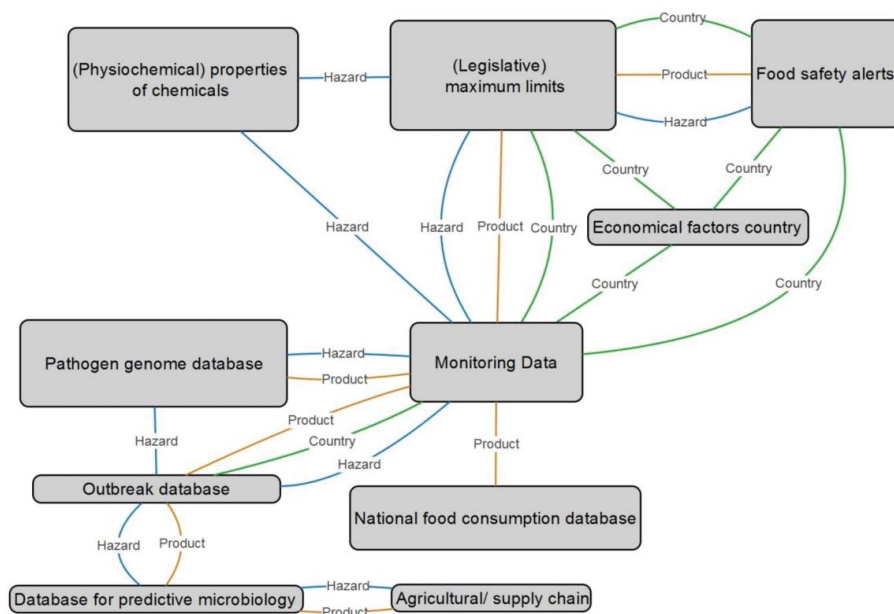 Country
(Physiochemical) properties
of chemicals
Hazard
(Legislative)
maximum limits
Product
Food safety alerts
Hazard
Country
Country
Economical factors country
Hazard
Hazard
Product
Country
Country
Country
Pathogen genome database
Hazard
Product
Monitoring Data
Product
Country
Hazard
Hazard
Product
Outbreak database
National food consumption database
Hazard
Product
Database for predictive microbiology
Hazard
Product
Agricultural/ supply chain